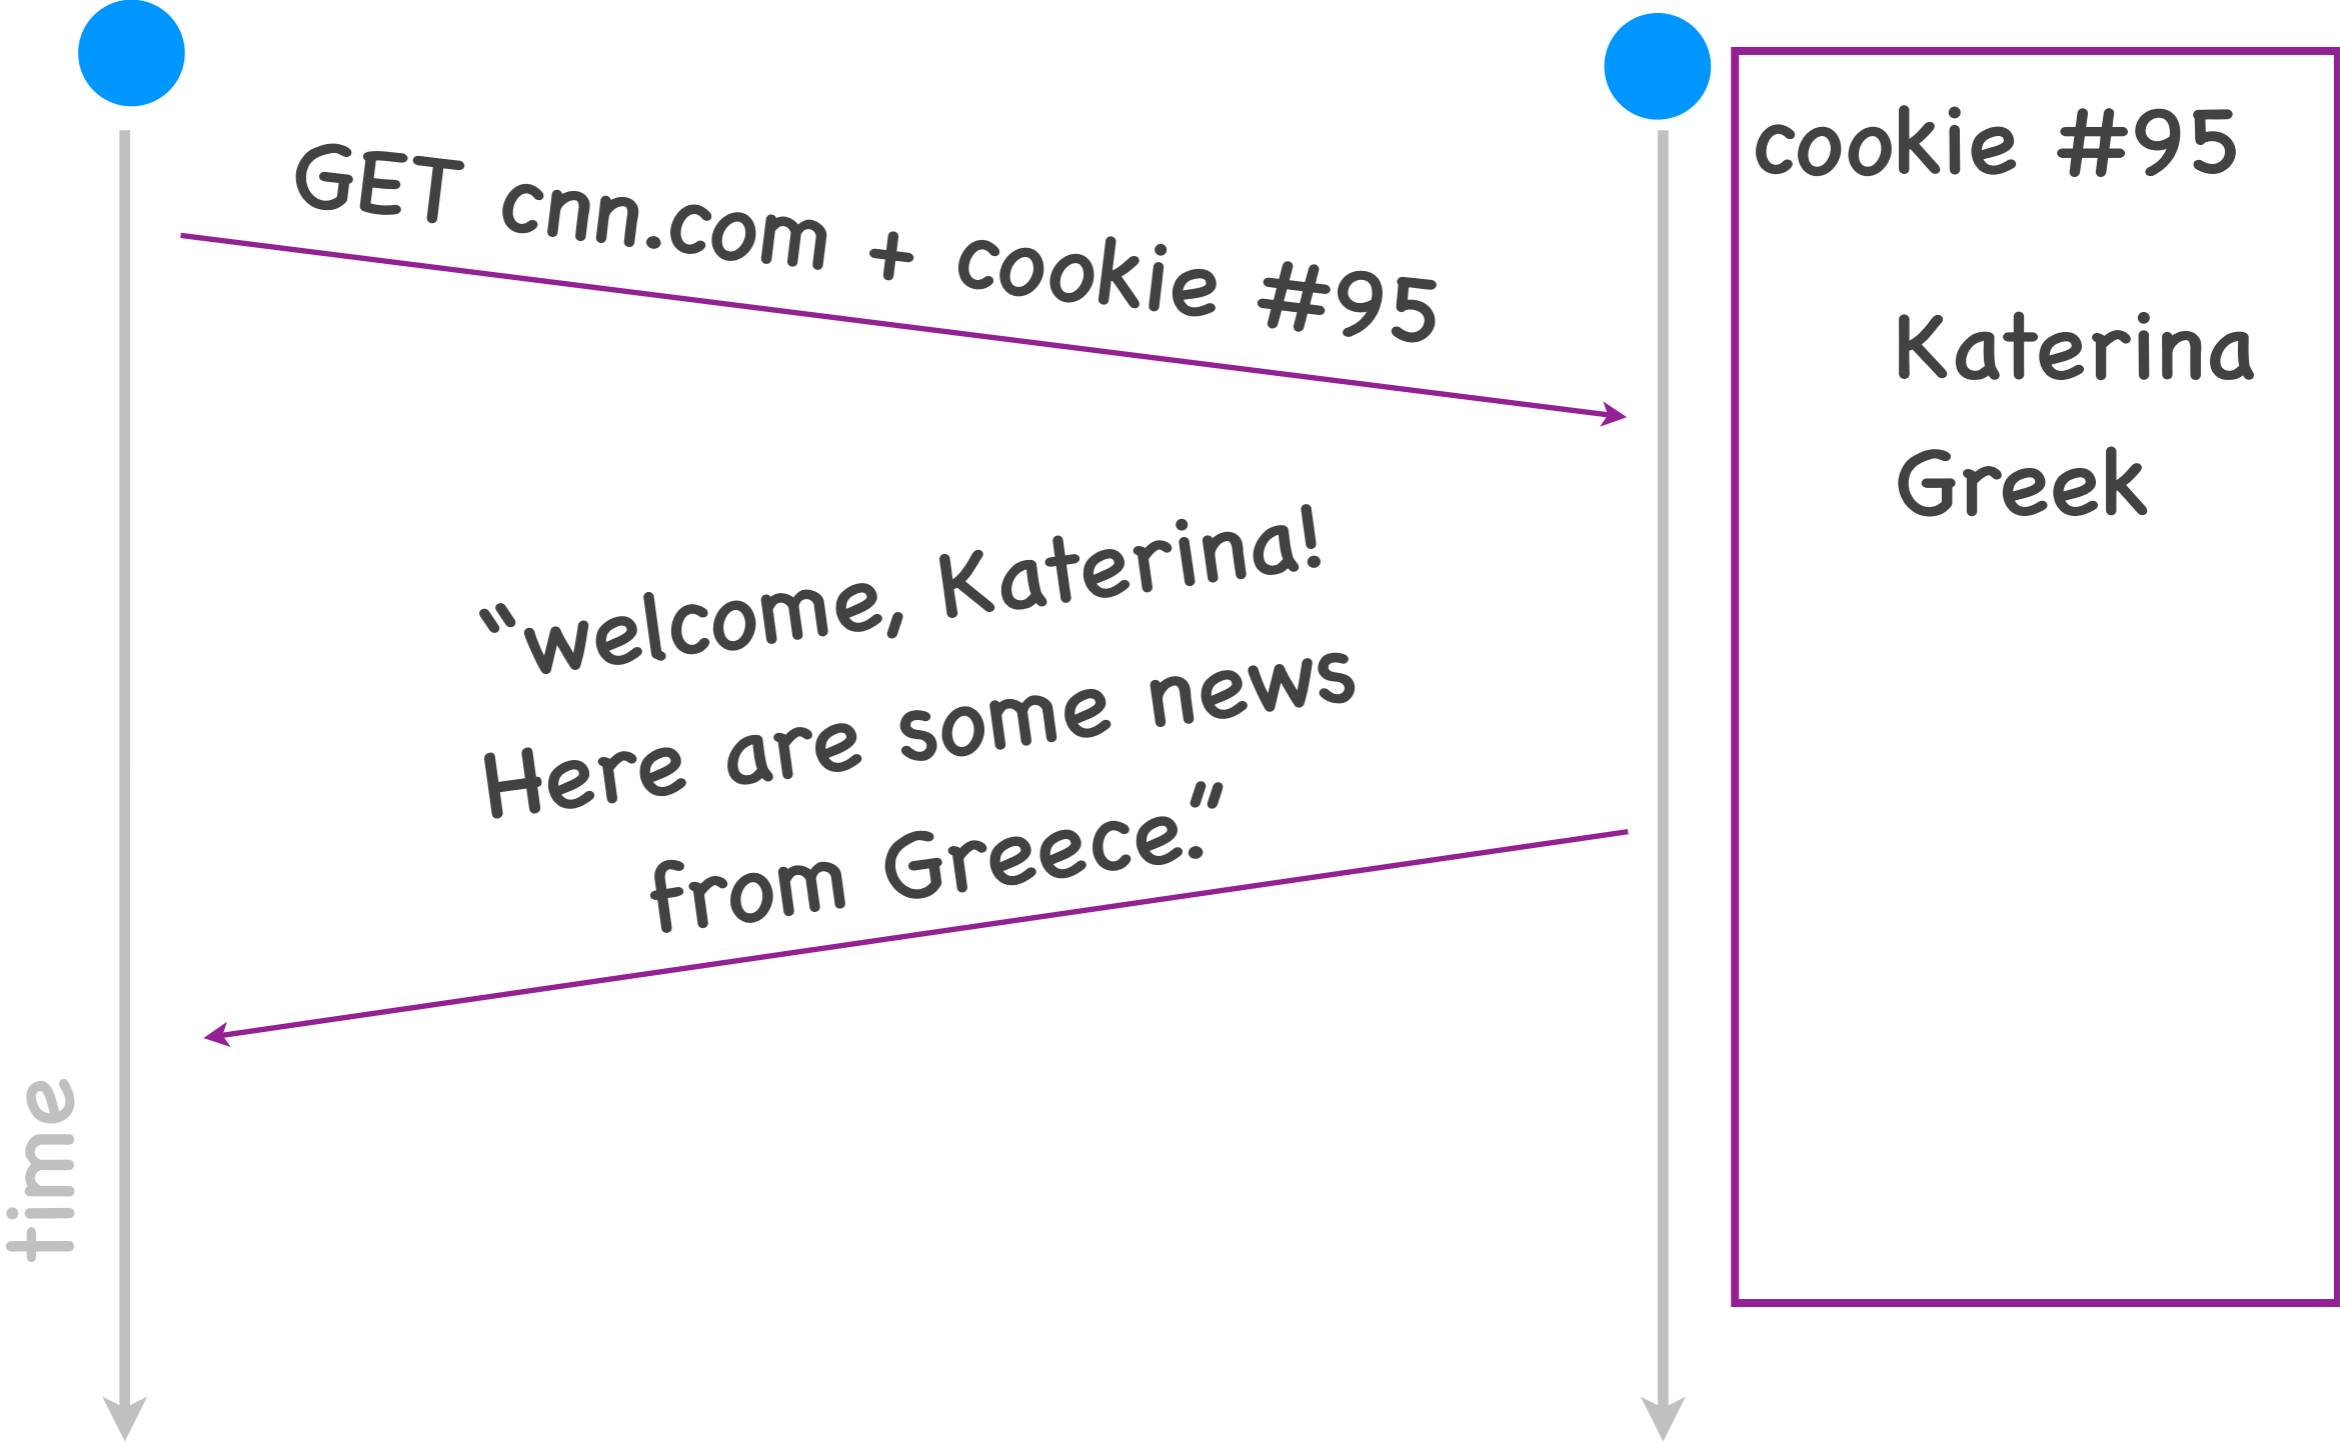 GET cnn.com + cookie #95
“welcome, Katerina!
Here are some news
from Greece.”
cookie #95
Katerina
Greek
time